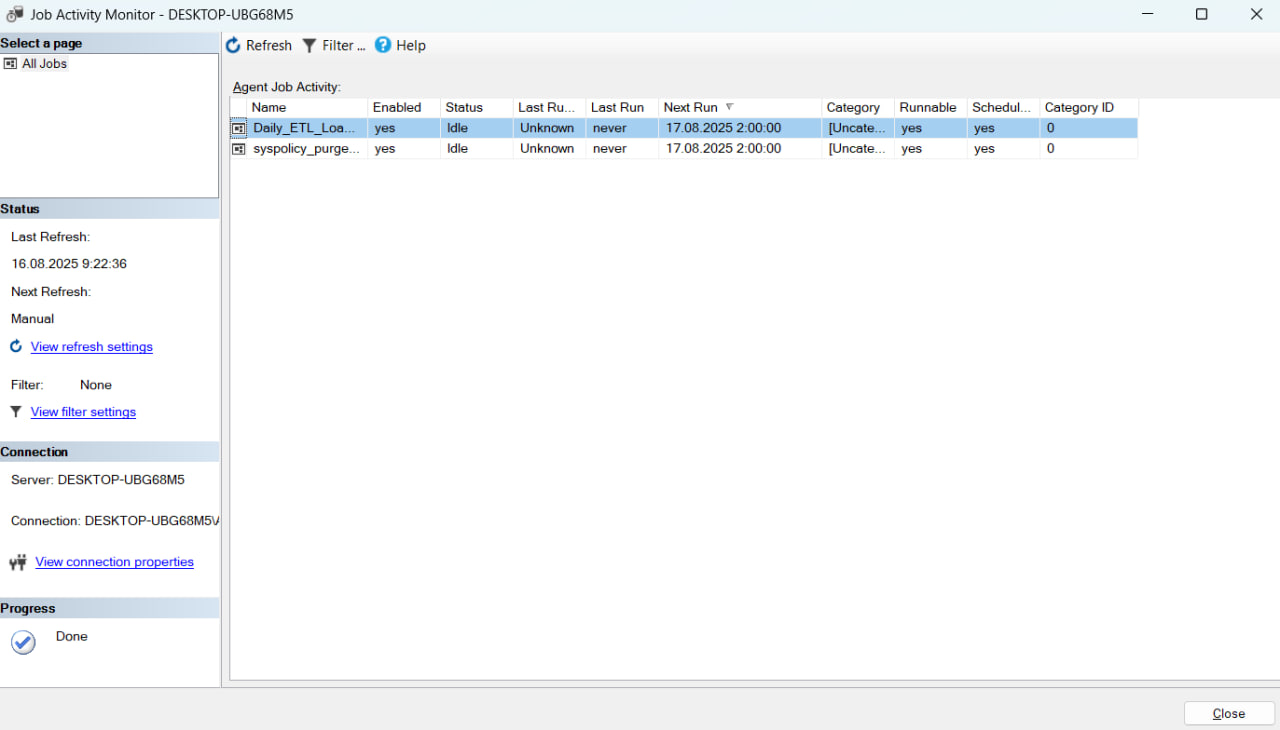 Job Activity Monitor - DESKTOP-UBG68M5
Select a page
All Jobs
Status
Last Refresh:
16.08.2025 9:22:36
Next Refresh:
Manual
View refresh settings
Filter: None
View filter settings
Connection
Server: DESKTOP-UBG68M5
Connection: DESKTOP-UBG68M5\
View connection properties
Progress
Done
Refresh Filter ... Help
Agent Job Activity:
Name Enabled Status Last Ru... Last Run Next Run Category Runnable Schedul... Category ID
Daily_ETL_Loa... yes Idle Unknown never 17.08.2025 2:00:00 [Uncate... yes yes 0
syspolicy_purge... yes Idle Unknown never 17.08.2025 2:00:00 [Uncate... yes yes 0
Close